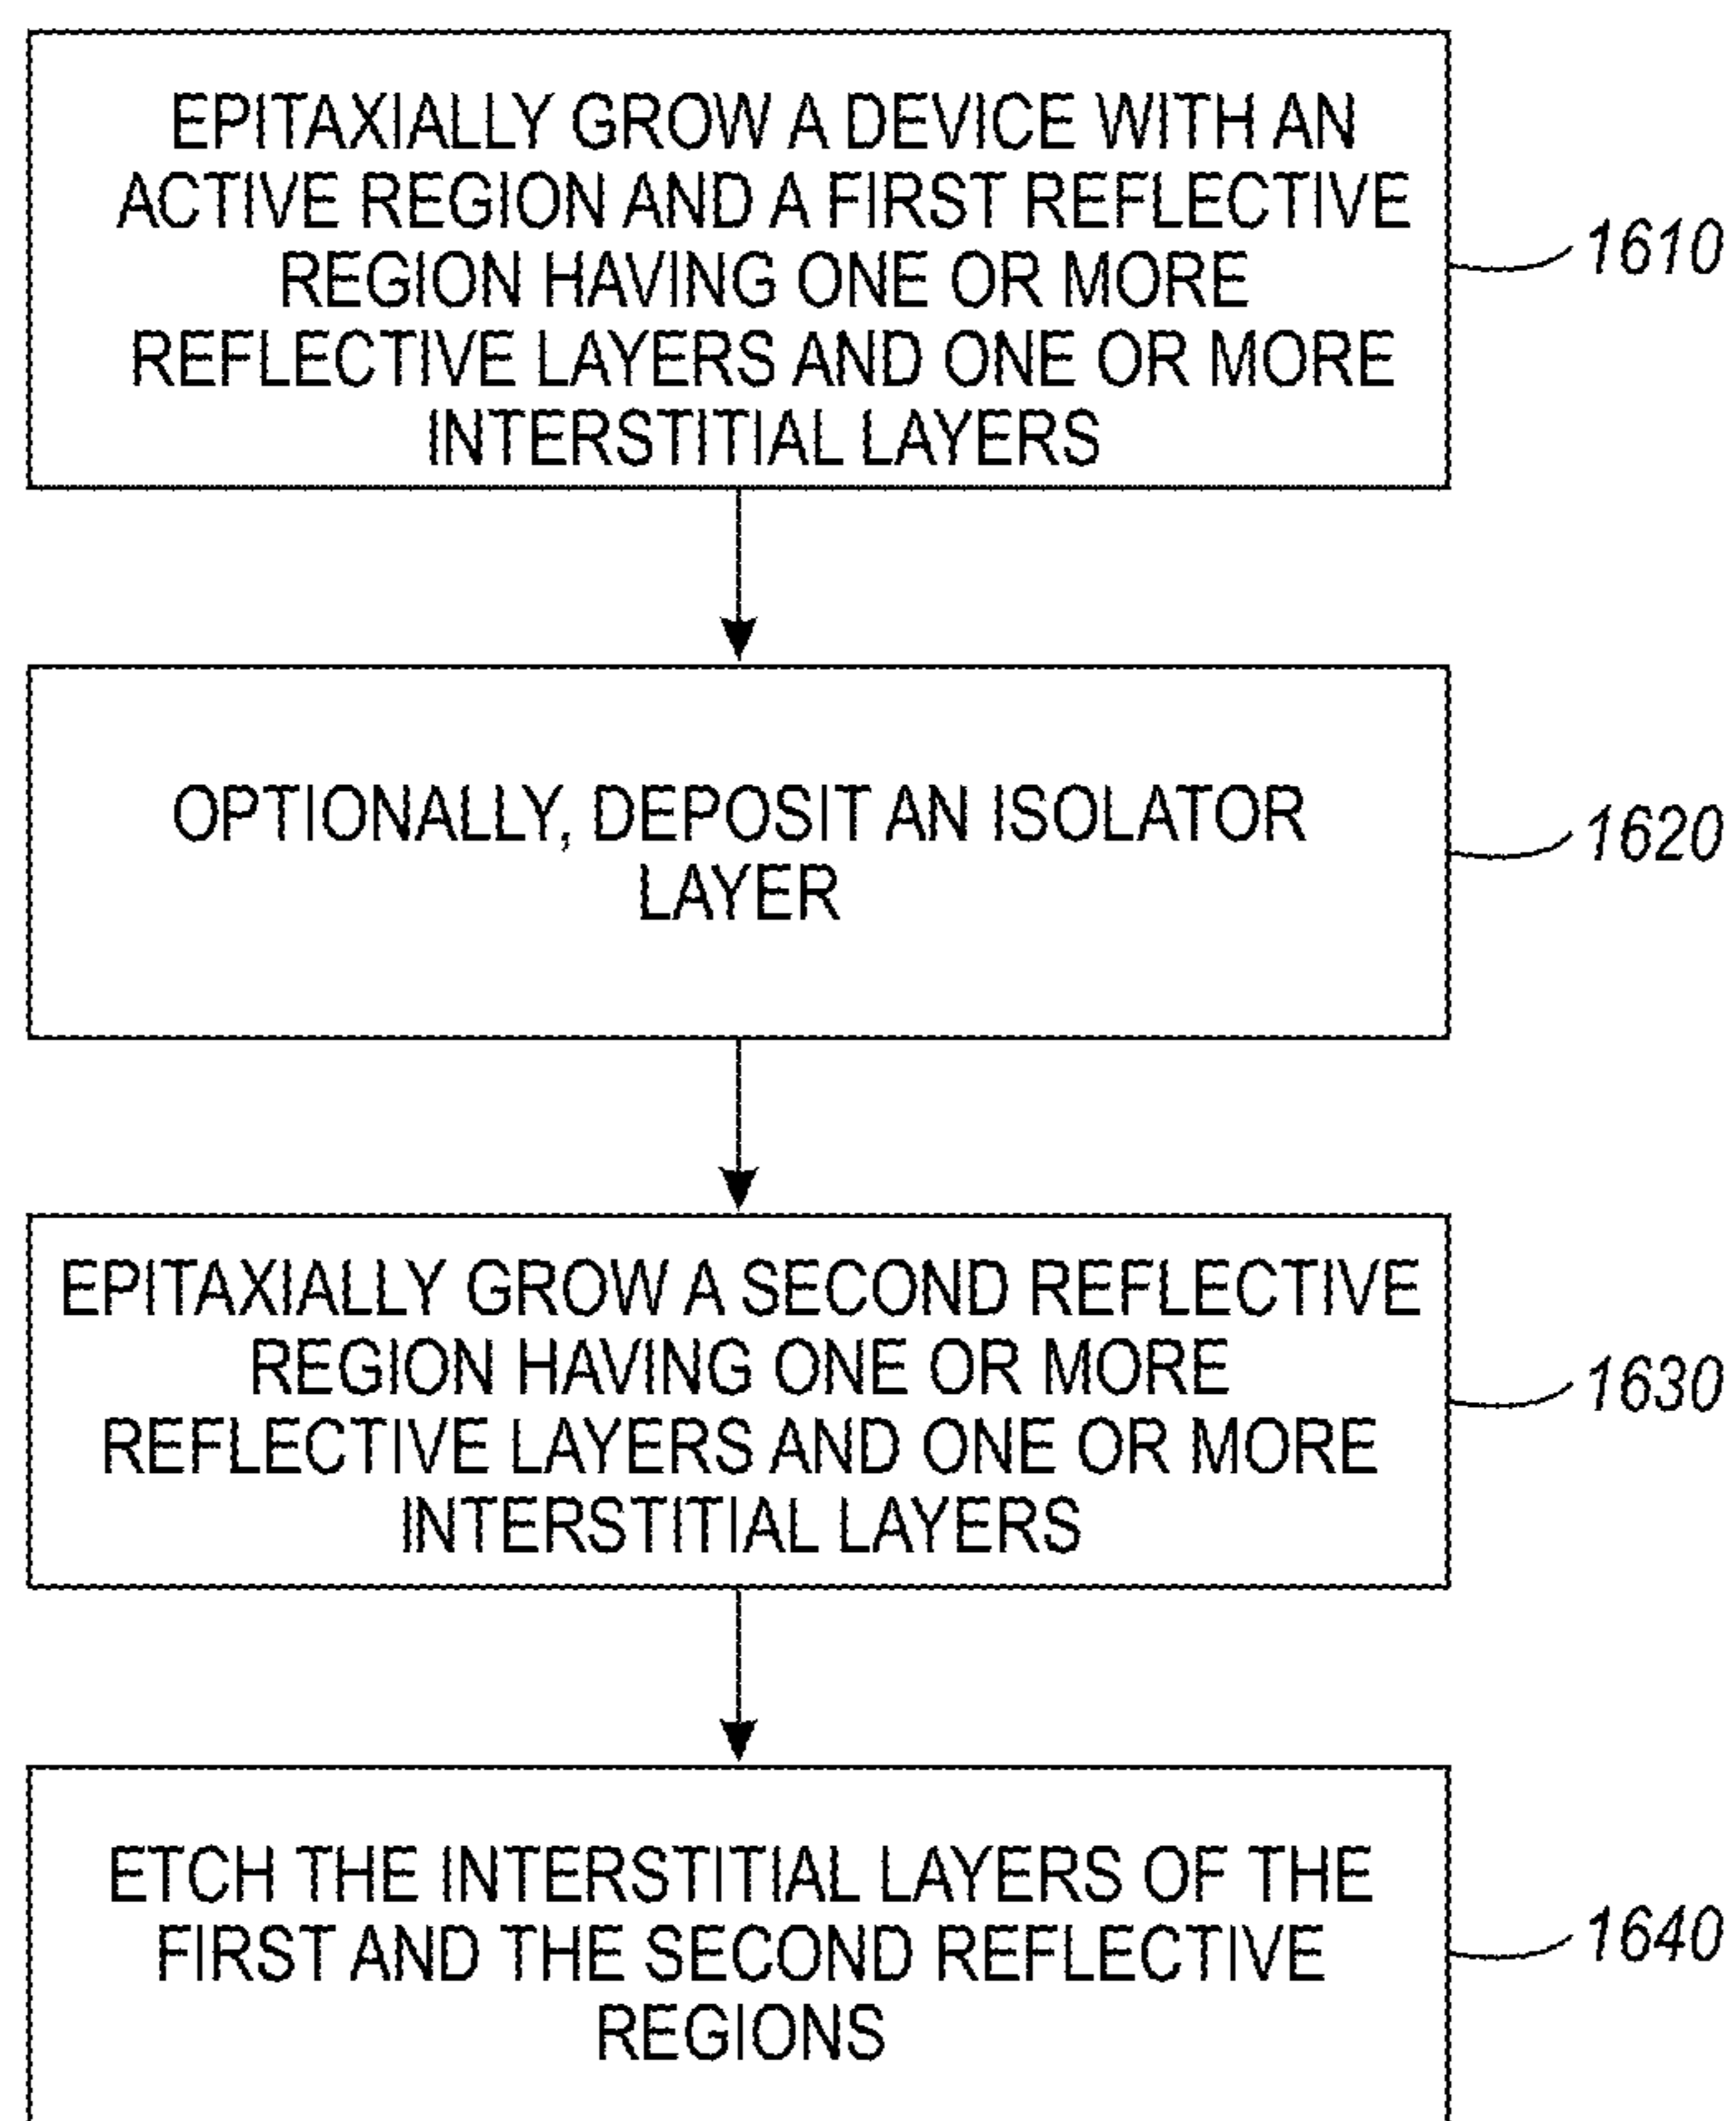 EPITAXIALLY GROW A DEVICE WITH AN
ACTIVE REGION AND A FIRST REFLECTIVE
REGION HAVING ONE OR MORE
REFLECTIVE LAYERS AND ONE OR MORE
INTERSTITIAL LAYERS
1610
OPTIONALLY, DEPOSIT AN ISOLATOR
LAYER
1620
EPITAXIALLY GROW A SECOND REFLECTIVE
REGION HAVING ONE OR MORE
REFLECTIVE LAYERS AND ONE OR MORE
INTERSTITIAL LAYERS
1630
ETCH THE INTERSTITIAL LAYERS OF THE
FIRST AND THE SECOND REFLECTIVE
REGIONS
1640